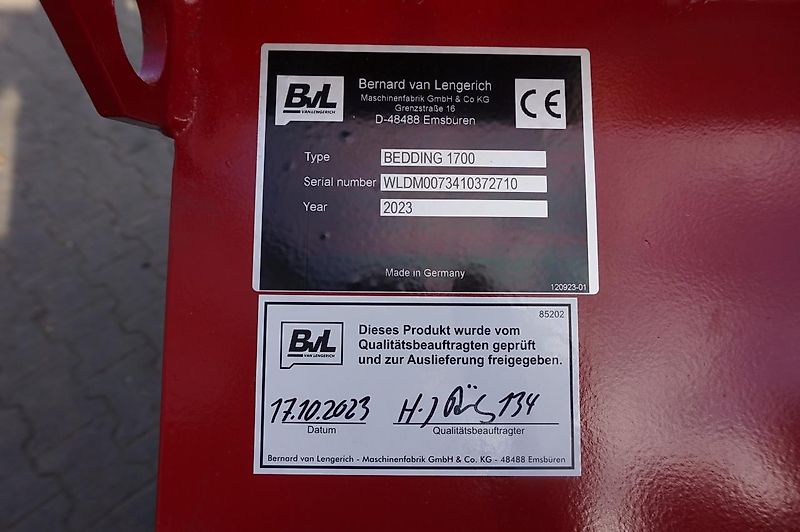 BvL
VAN LENGERICH
Bernard van Lengerich
Maschinenfabrik GmbH & Co KG
Grenzstraße 16
D-48488 Emsbüren
CE
Type BEDDING 1700
Serial number WLDM0073410372710
Year 2023
Made in Germany
120923-01
85202
BvL
VAN LENGERICH
Dieses Produkt wurde vom
Qualitätsbeauftragten geprüft
und zur Auslieferung freigegeben.
17.10.2023 H-J 134
Datum Qualitätsbeauftragter
Bernard van Lengerich - Maschinenfabrik GmbH & Co. KG - 48488 Emsbüren